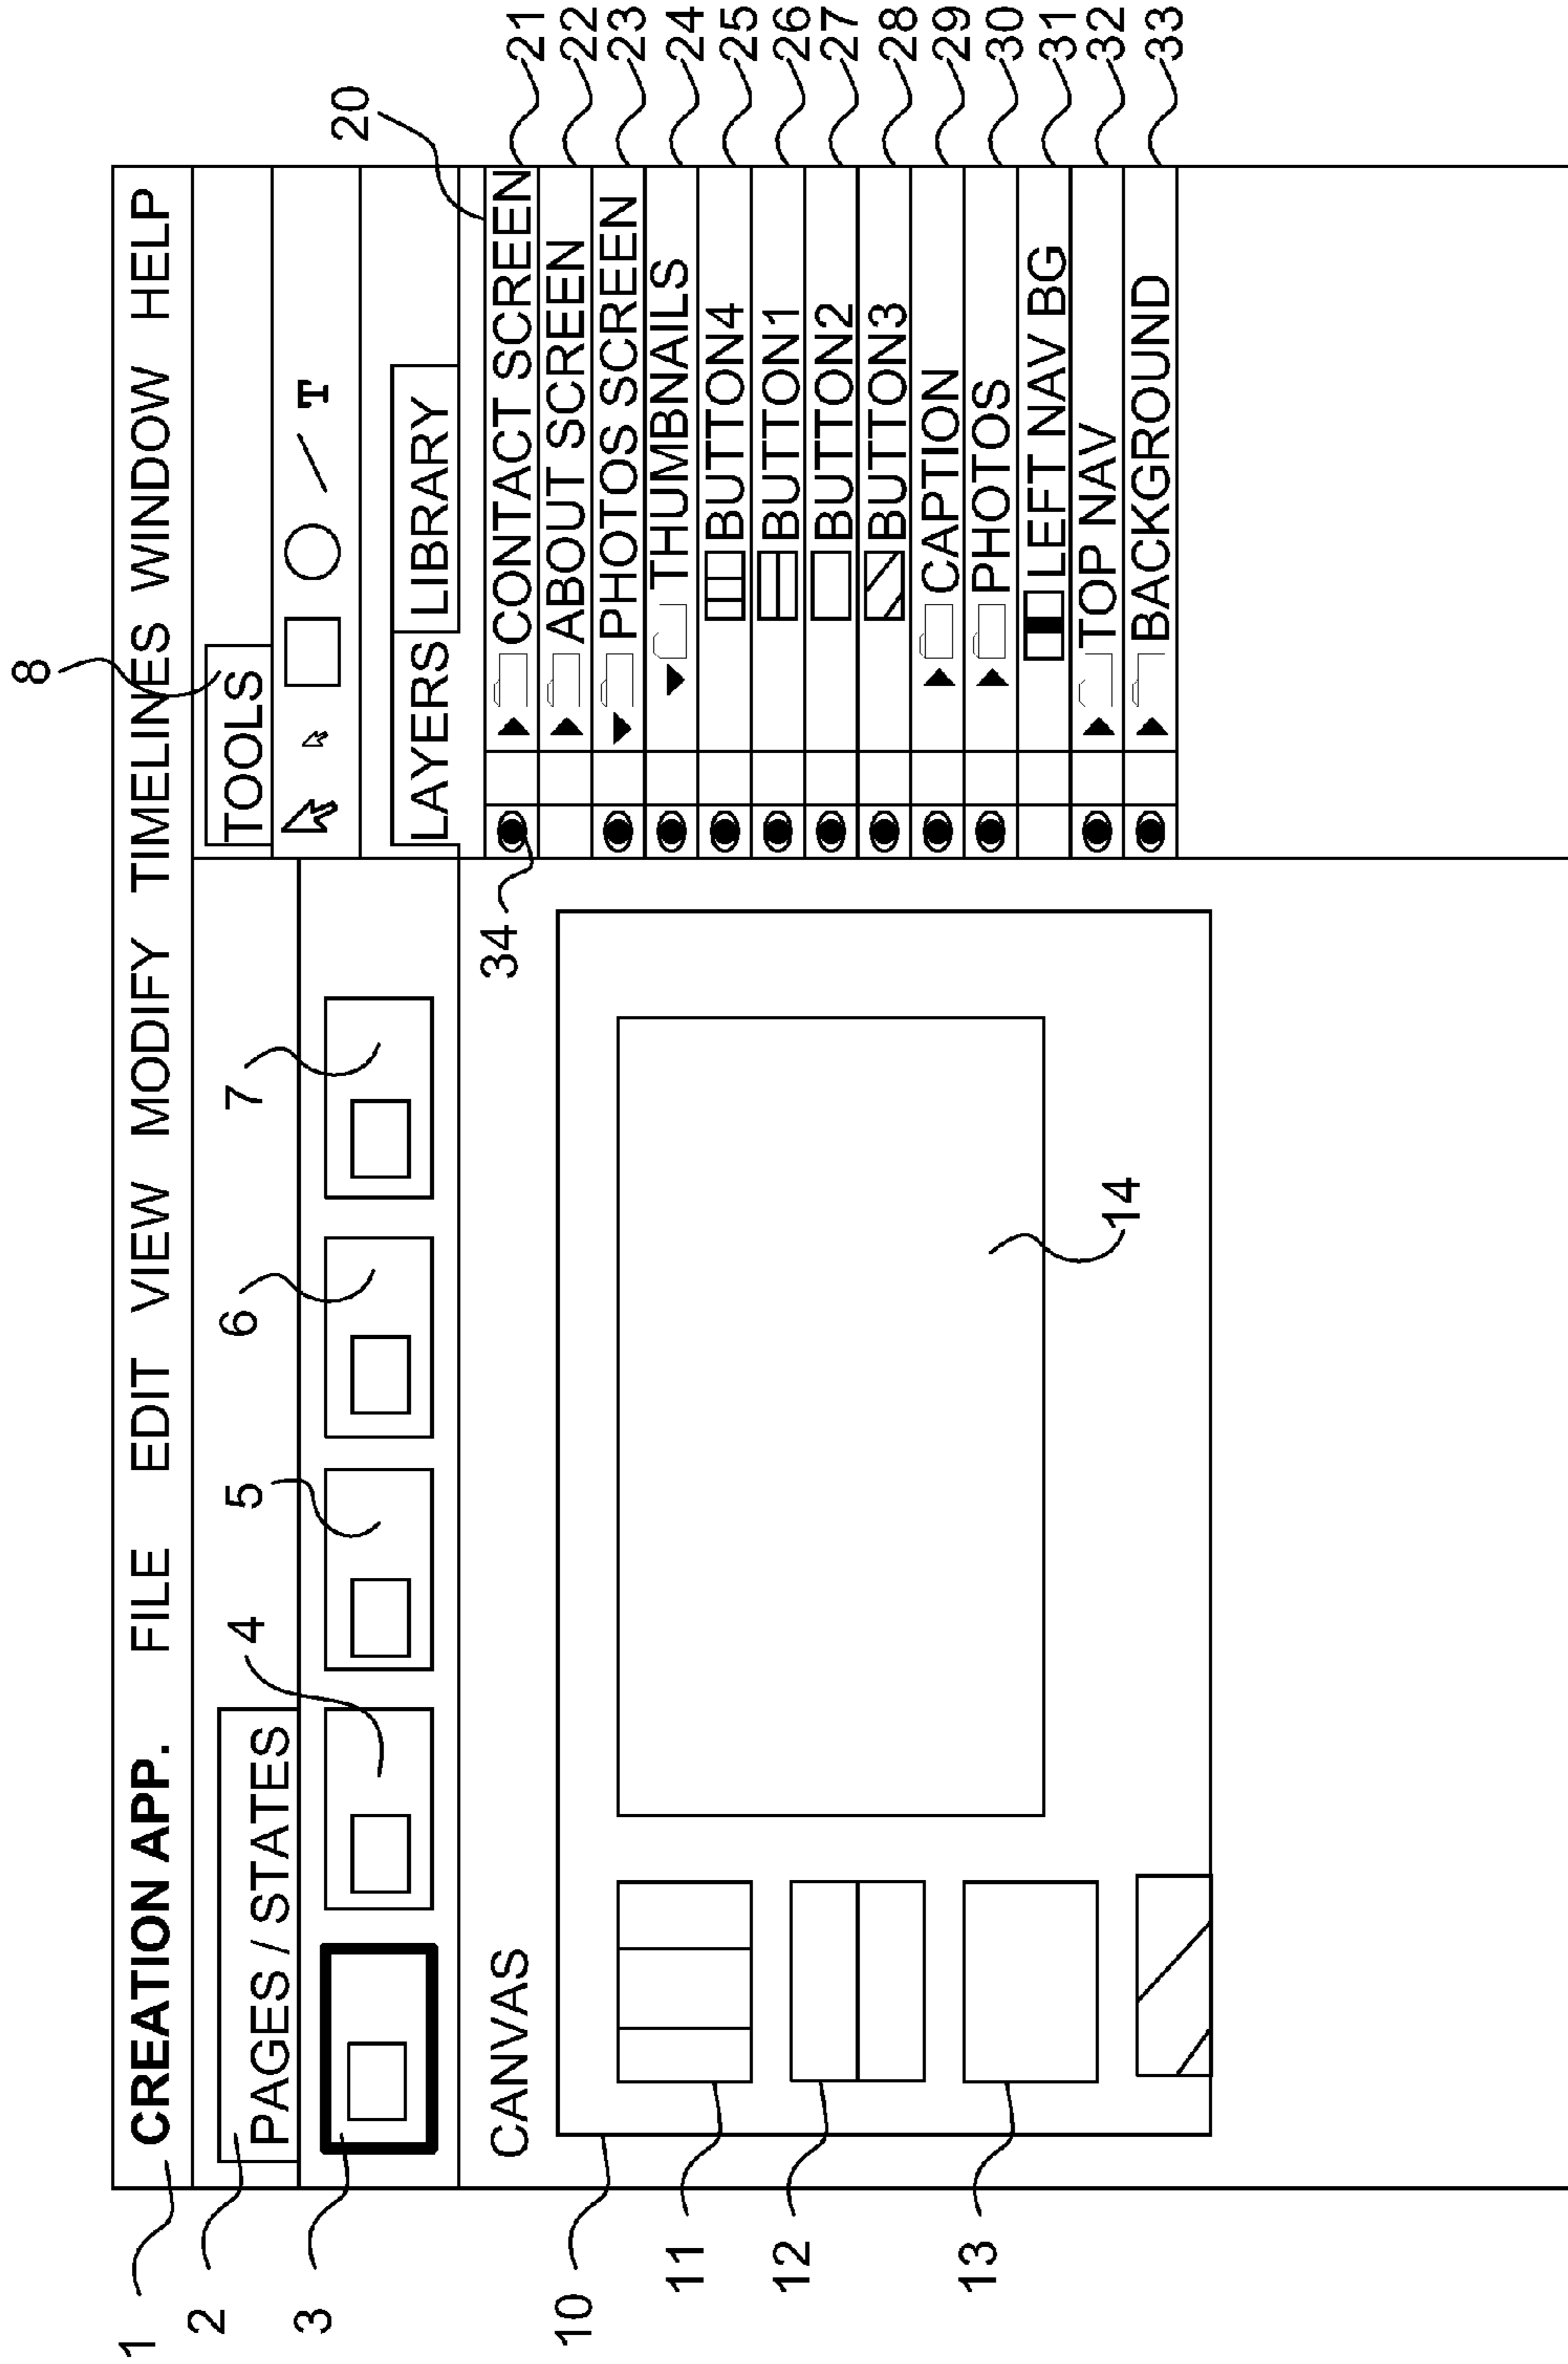 8
1
CREATION APP. FILE EDIT VIEW MODIFY TIMELINES WINDOW HELP
2
PAGES / STATES
4
5
6
7
TOOLS
T
3
20
LAYERS LIBRARY
CANVAS
34
CONTACT SCREEN 21
ABOUT SCREEN 22
10
PHOTOS SCREEN 23
THUMBNAILS 24
11
BUTTON4 25
BUTTON1 26
12
BUTTON2 27
BUTTON3 28
CAPTION 29
13
PHOTOS 30
LEFT NAV BG 31
TOP NAV 32
14
BACKGROUND 33